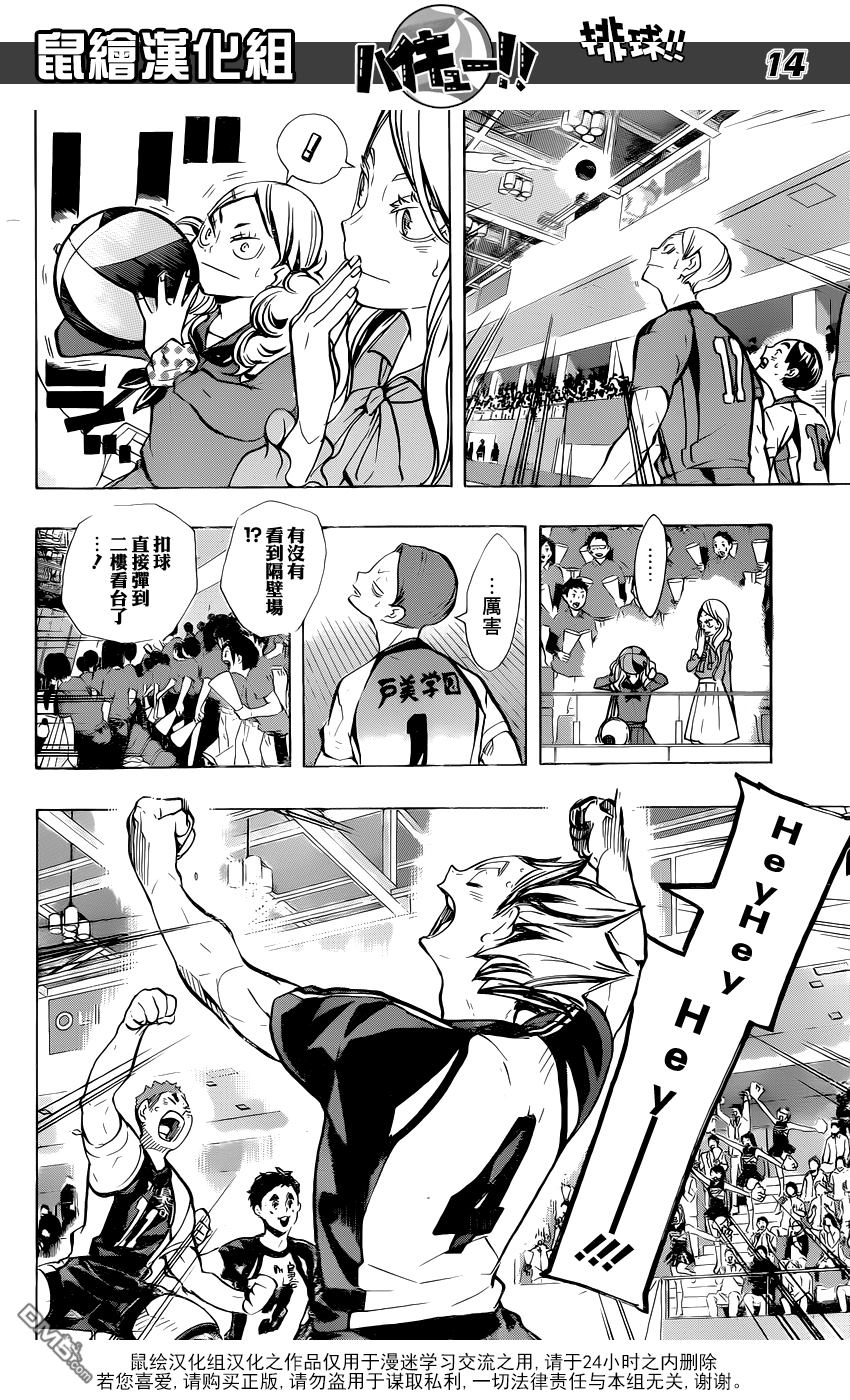 鼠繪漢化組
ハイキュー!!
排球!!
14
!
11
……
…厲害
戸美学園
1
有沒有
看到隔壁場
!?
扣球
直接彈到
二樓看台了
…!
HeyHey
Hey——!!!
4
鼠绘汉化组汉化之作品仅用于漫迷学习交流之用, 请于24小时之内删除
若您喜爱, 请购买正版, 请勿盗用于谋取私利, 一切法律责任与本组无关, 谢谢。